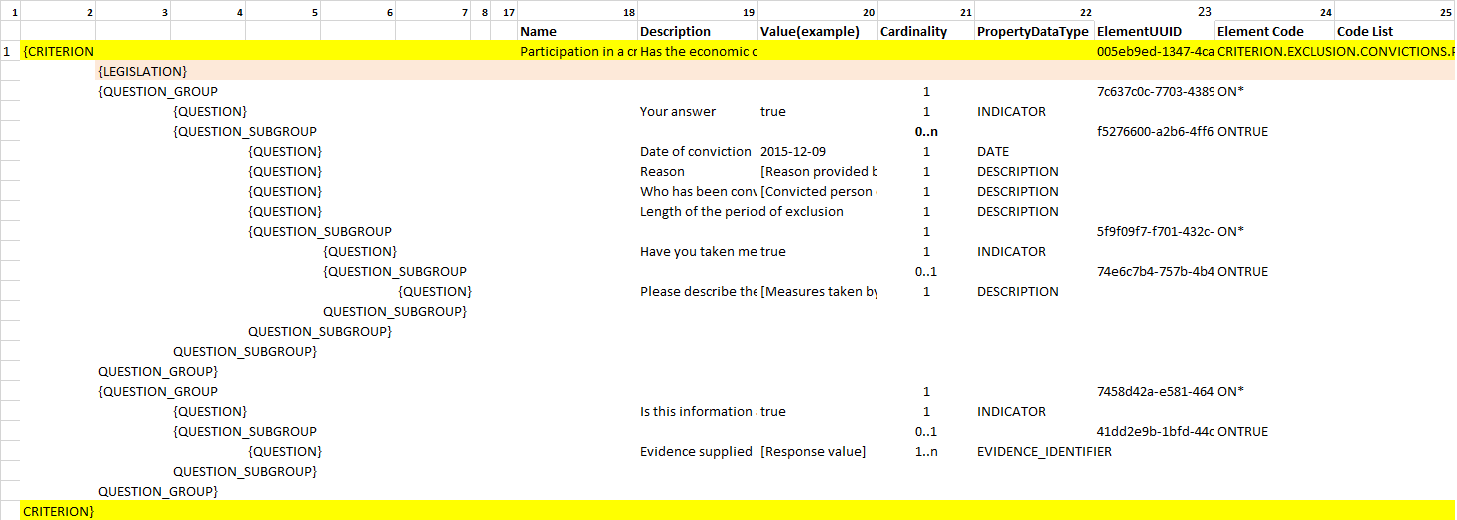 1 2 3 4 5 6 7 8 17 18 19 20 21 22 23 24 25
Name Description Value(example) Cardinality PropertyDataType ElementUUID Element Code Code List
1 {CRITERION Participation in a cr Has the economic c 005eb9ed-1347-4ca CRITERION.EXCLUSION.CONVICTIONS.P
{LEGISLATION}
{QUESTION_GROUP 1 7c637c0c-7703-4389 ON*
{QUESTION} Your answer true 1 INDICATOR
{QUESTION_SUBGROUP 0..n f5276600-a2b6-4ff6 ONTRUE
{QUESTION} Date of conviction 2015-12-09 1 DATE
{QUESTION} Reason [Reason provided b 1 DESCRIPTION
{QUESTION} Who has been conv [Convicted person 1 DESCRIPTION
{QUESTION} Length of the period of exclusion 1 DESCRIPTION
{QUESTION_SUBGROUP 1 5f9f09f7-f701-432c- ON*
{QUESTION} Have you taken me true 1 INDICATOR
{QUESTION_SUBGROUP 0..1 74e6c7b4-757b-4b4 ONTRUE
{QUESTION} Please describe the [Measures taken by 1 DESCRIPTION
QUESTION_SUBGROUP}
QUESTION_SUBGROUP}
QUESTION_SUBGROUP}
QUESTION_GROUP}
{QUESTION_GROUP 1 7458d42a-e581-464 ON*
{QUESTION} Is this information true 1 INDICATOR
{QUESTION_SUBGROUP 0..1 41dd2e9b-1bfd-44c ONTRUE
{QUESTION} Evidence supplied [Response value] 1..n EVIDENCE_IDENTIFIER
QUESTION_SUBGROUP}
QUESTION_GROUP}
CRITERION}